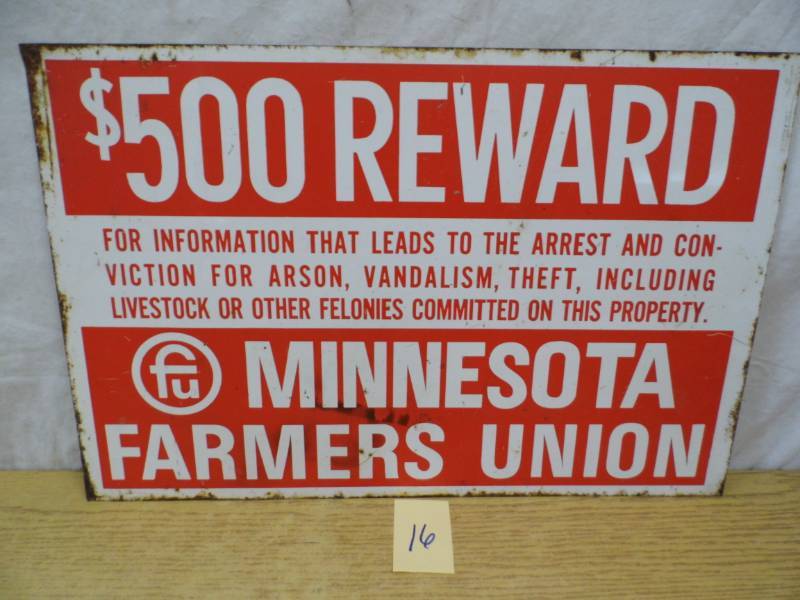 $500 REWARD
FOR INFORMATION THAT LEADS TO THE ARREST AND CON-
VICTION FOR ARSON, VANDALISM, THEFT, INCLUDING
LIVESTOCK OR OTHER FELONIES COMMITTED ON THIS PROPERTY.
fu MINNESOTA
FARMERS UNION
16